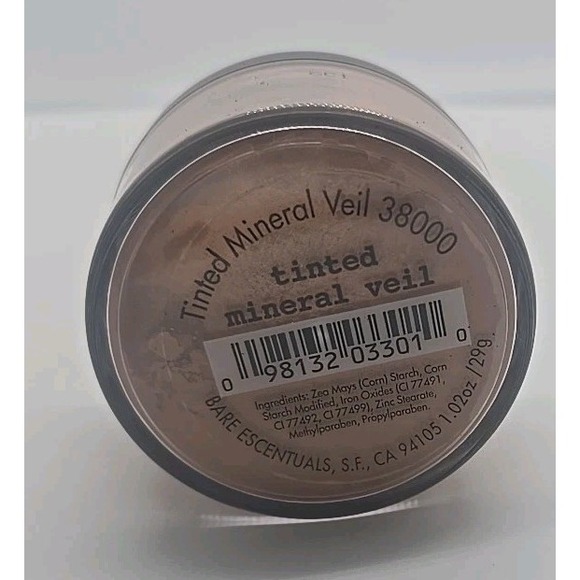 Tinted Mineral Veil 38000
tinted
mineral veil
0 98132 03301 0
Ingredients: Zea Mays (Corn) Starch, Corn
Starch Modified, Iron Oxides (CI 77491,
CI 77492, CI 77499), Zinc Stearate,
Methylparaben, Propylparaben.
BARE ESCENTUALS, S.F., CA 94105 1.02oz /29g.